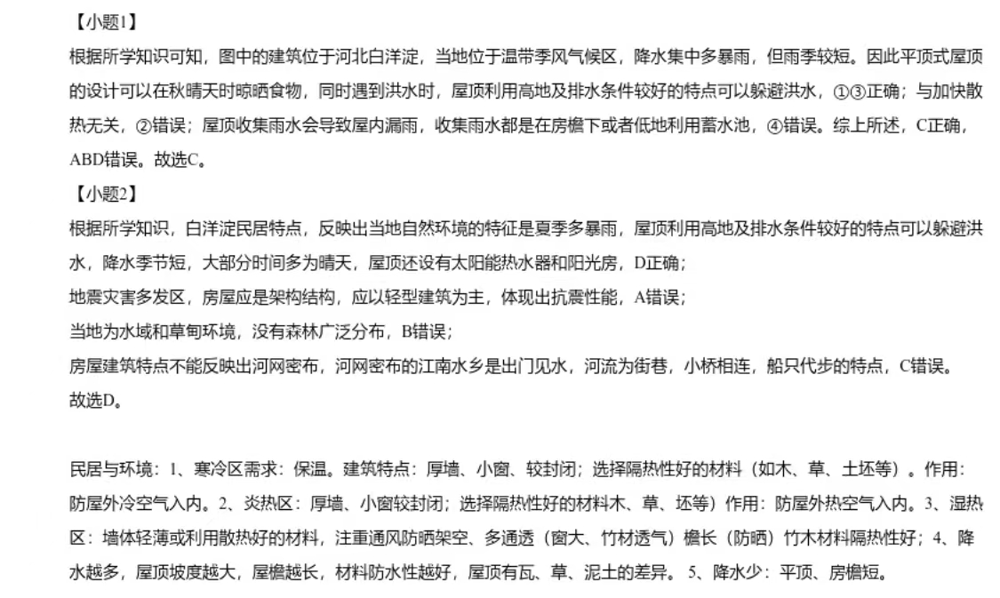 【小题1】
根据所学知识可知，图中的建筑位于河北白洋淀，当地位于温带季风气候区，降水集中多暴雨，但雨季较短。因此平顶式屋顶
的设计可以在秋晴天时晾晒食物，同时遇到洪水时，屋顶利用高地及排水条件较好的特点可以躲避洪水，①③正确；与加快散
热无关，②错误；屋顶收集雨水会导致屋内漏雨，收集雨水都是在房檐下或者低地利用蓄水池，④错误。综上所述，C正确，
ABD错误。故选C。
【小题2】
根据所学知识，白洋淀民居特点，反映出当地自然环境的特征是夏季多暴雨，屋顶利用高地及排水条件较好的特点可以躲避洪
水，降水季节短，大部分时间多为晴天，屋顶还设有太阳能热水器和阳光房，D正确；
地震灾害多发区，房屋应是架构结构，应以轻型建筑为主，体现出抗震性能，A错误；
当地为水域和草甸环境，没有森林广泛分布，B错误；
房屋建筑特点不能反映出河网密布，河网密布的江南水乡是出门见水，河流为街巷，小桥相连，船只代步的特点，C错误。
故选D。
民居与环境：1、寒冷区需求：保温。建筑特点：厚墙、小窗、较封闭；选择隔热性好的材料（如木、草、土坯等）。作用：
防屋外冷空气入内。2、炎热区：厚墙、小窗较封闭；选择隔热性好的材料木、草、坯等）作用：防屋外热空气入内。3、湿热
区：墙体轻薄或利用散热好的材料，注重通风防晒架空、多通透（窗大、竹材透气）檐长（防晒）竹木材料隔热性好；4、降
水越多，屋顶坡度越大，屋檐越长，材料防水性越好，屋顶有瓦、草、泥土的差异。 5、降水少：平顶、房檐短。